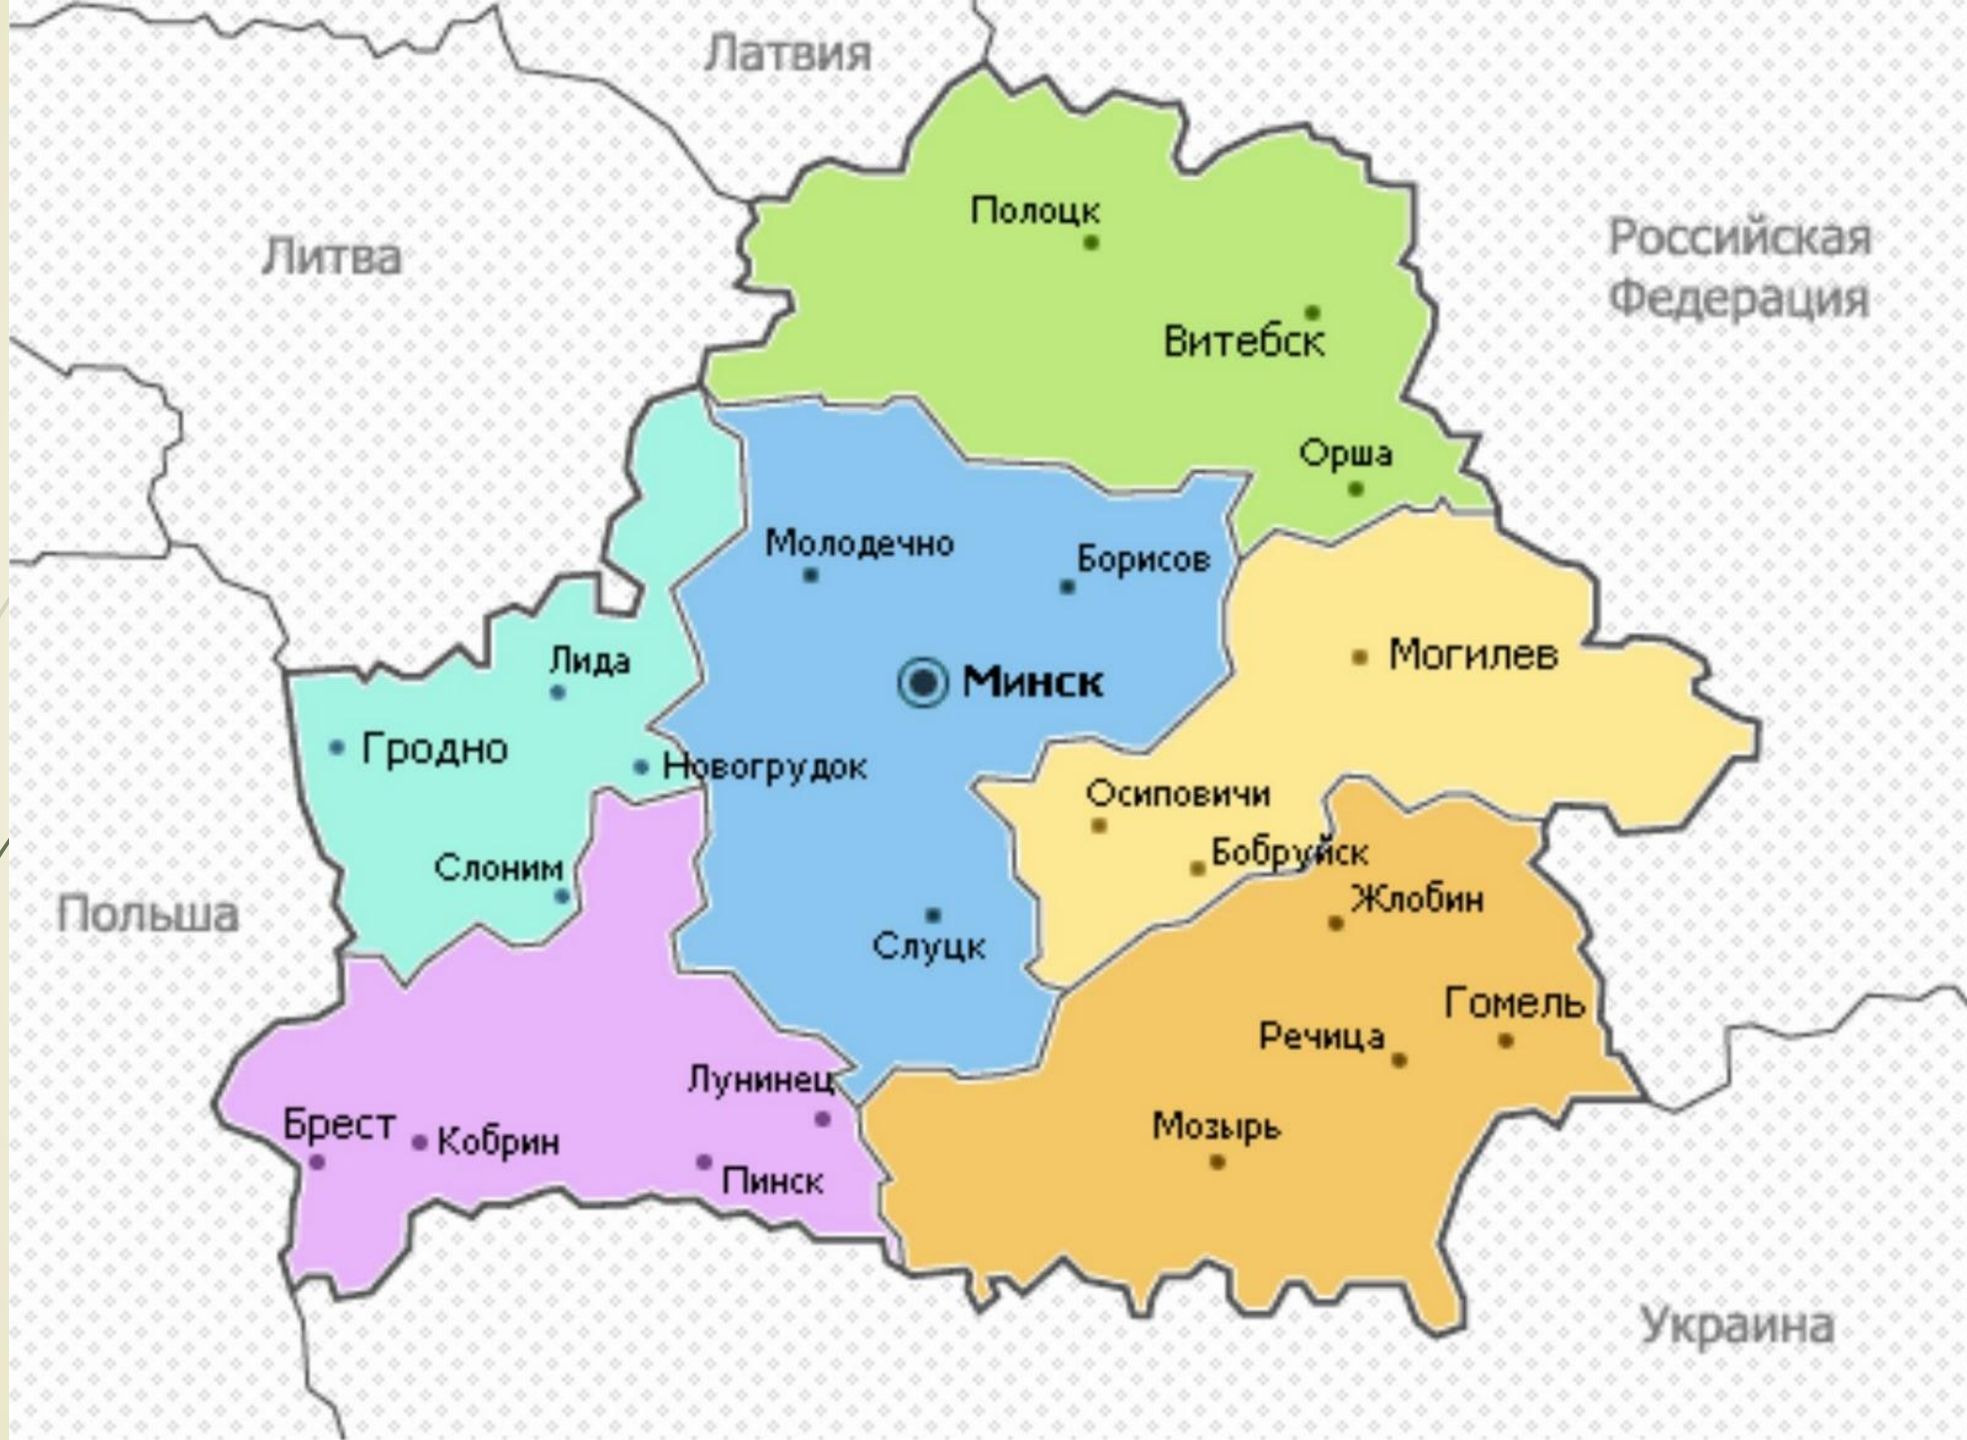 Латвия
Литва
Российская
Федерация
Полоцк
Витебск
Орша
Молодечно
Борисов
Минск
Могилев
Лида
Гродно
Новогрудок
Осиповичи
Бобруйск
Слоним
Жлобин
Польша
Слуцк
Гомель
Речица
Лунинец
Брест
Кобрин
Пинск
Мозырь
Украина